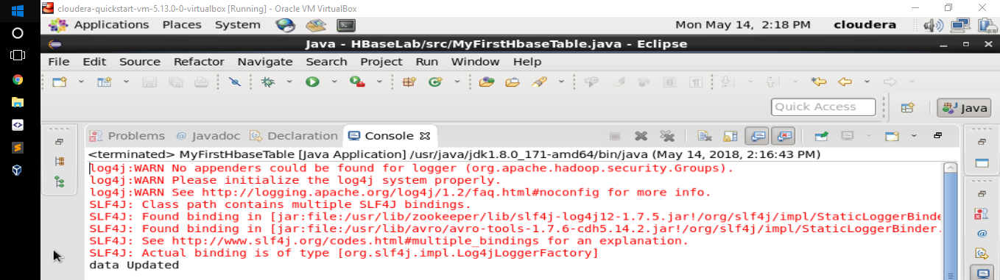 cloudera-quickstart-vm-5.13.0-0-virtualbox [Running] - Oracle VM VirtualBox
Applications Places System Mon May 14, 2:18 PM cloudera
Java - HBaseLab/src/MyFirstHbaseTable.java - Eclipse
File Edit Source Refactor Navigate Search Project Run Window Help
Quick Access Java
Problems @ Javadoc Declaration Console
<terminated> MyFirstHbaseTable [Java Application] /usr/java/jdk1.8.0_171-amd64/bin/java (May 14, 2018, 2:16:43 PM)
log4j:WARN No appenders could be found for logger (org.apache.hadoop.security.Groups).
log4j:WARN Please initialize the log4j system properly.
log4j:WARN See http://logging.apache.org/log4j/1.2/faq.html#noconfig for more info.
SLF4J: Class path contains multiple SLF4J bindings.
SLF4J: Found binding in [jar:file:/usr/lib/zookeeper/lib/slf4j-log4j12-1.7.5.jar!/org/slf4j/impl/StaticLoggerBinde
SLF4J: Found binding in [jar:file:/usr/lib/avro/avro-tools-1.7.6-cdh5.14.2.jar!/org/slf4j/impl/StaticLoggerBinder.
SLF4J: See http://www.slf4j.org/codes.html#multiple_bindings for an explanation.
SLF4J: Actual binding is of type [org.slf4j.impl.Log4jLoggerFactory]
data Updated